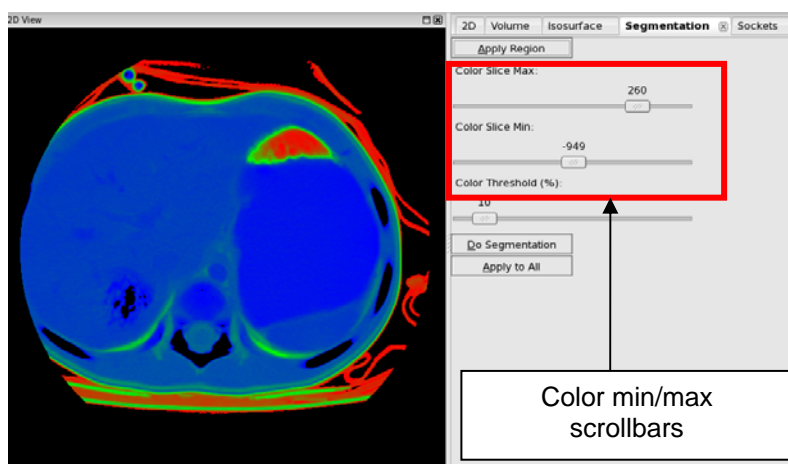 2D View
2D Volume Isosurface Segmentation Sockets
Apply Region
Color Slice Max:
260
Color Slice Min:
-949
Color Threshold (%):
10
Do Segmentation
Apply to All
Color min/max
scrollbars